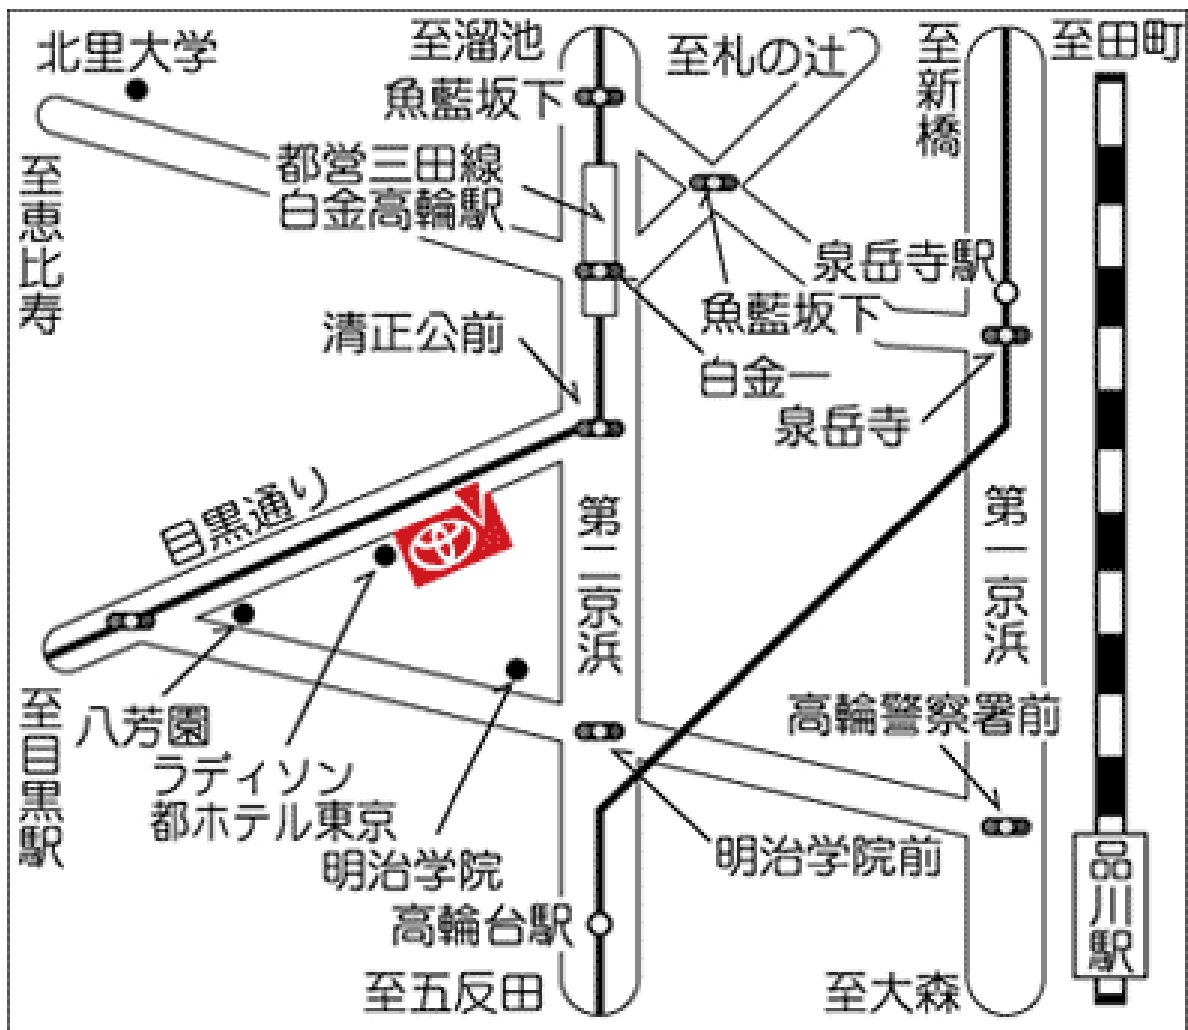 北里大学
至溜池
魚藍坂下
至札の辻
至新橋
至田町
都営三田線
白金高輪駅
至恵比寿
泉岳寺駅
魚藍坂下
清正公前
白金一
泉岳寺
目黒通り
第二京浜
第一京浜
至目黒駅
八芳園
ラディソン
都ホテル東京
明治学院
高輪警察署前
明治学院前
高輪台駅
品川駅
至五反田
至大森